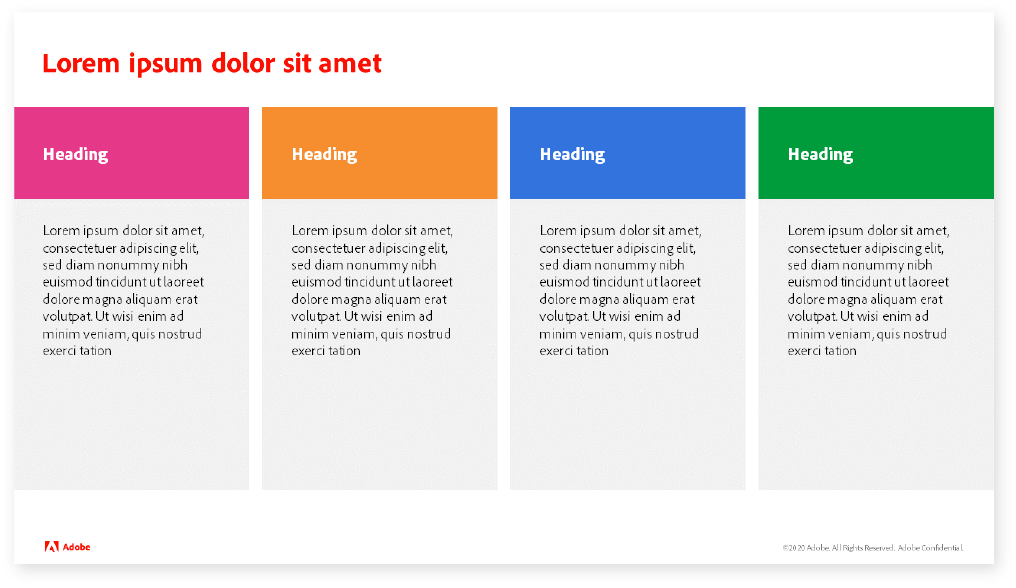 Lorem ipsum dolor sit amet
Heading
Lorem ipsum dolor sit amet,
consectetuer adipiscing elit,
sed diam nonummy nibh
euismod tincidunt ut laoreet
dolore magna aliquam erat
volutpat. Ut wisi enim ad
minim veniam, quis nostrud
exerci tation
Heading
Lorem ipsum dolor sit amet,
consectetuer adipiscing elit,
sed diam nonummy nibh
euismod tincidunt ut laoreet
dolore magna aliquam erat
volutpat. Ut wisi enim ad
minim veniam, quis nostrud
exerci tation
Heading
Lorem ipsum dolor sit amet,
consectetuer adipiscing elit,
sed diam nonummy nibh
euismod tincidunt ut laoreet
dolore magna aliquam erat
volutpat. Ut wisi enim ad
minim veniam, quis nostrud
exerci tation
Heading
Lorem ipsum dolor sit amet,
consectetuer adipiscing elit,
sed diam nonummy nibh
euismod tincidunt ut laoreet
dolore magna aliquam erat
volutpat. Ut wisi enim ad
minim veniam, quis nostrud
exerci tation
Adobe
©2020 Adobe. All Rights Reserved. Adobe Confidential.